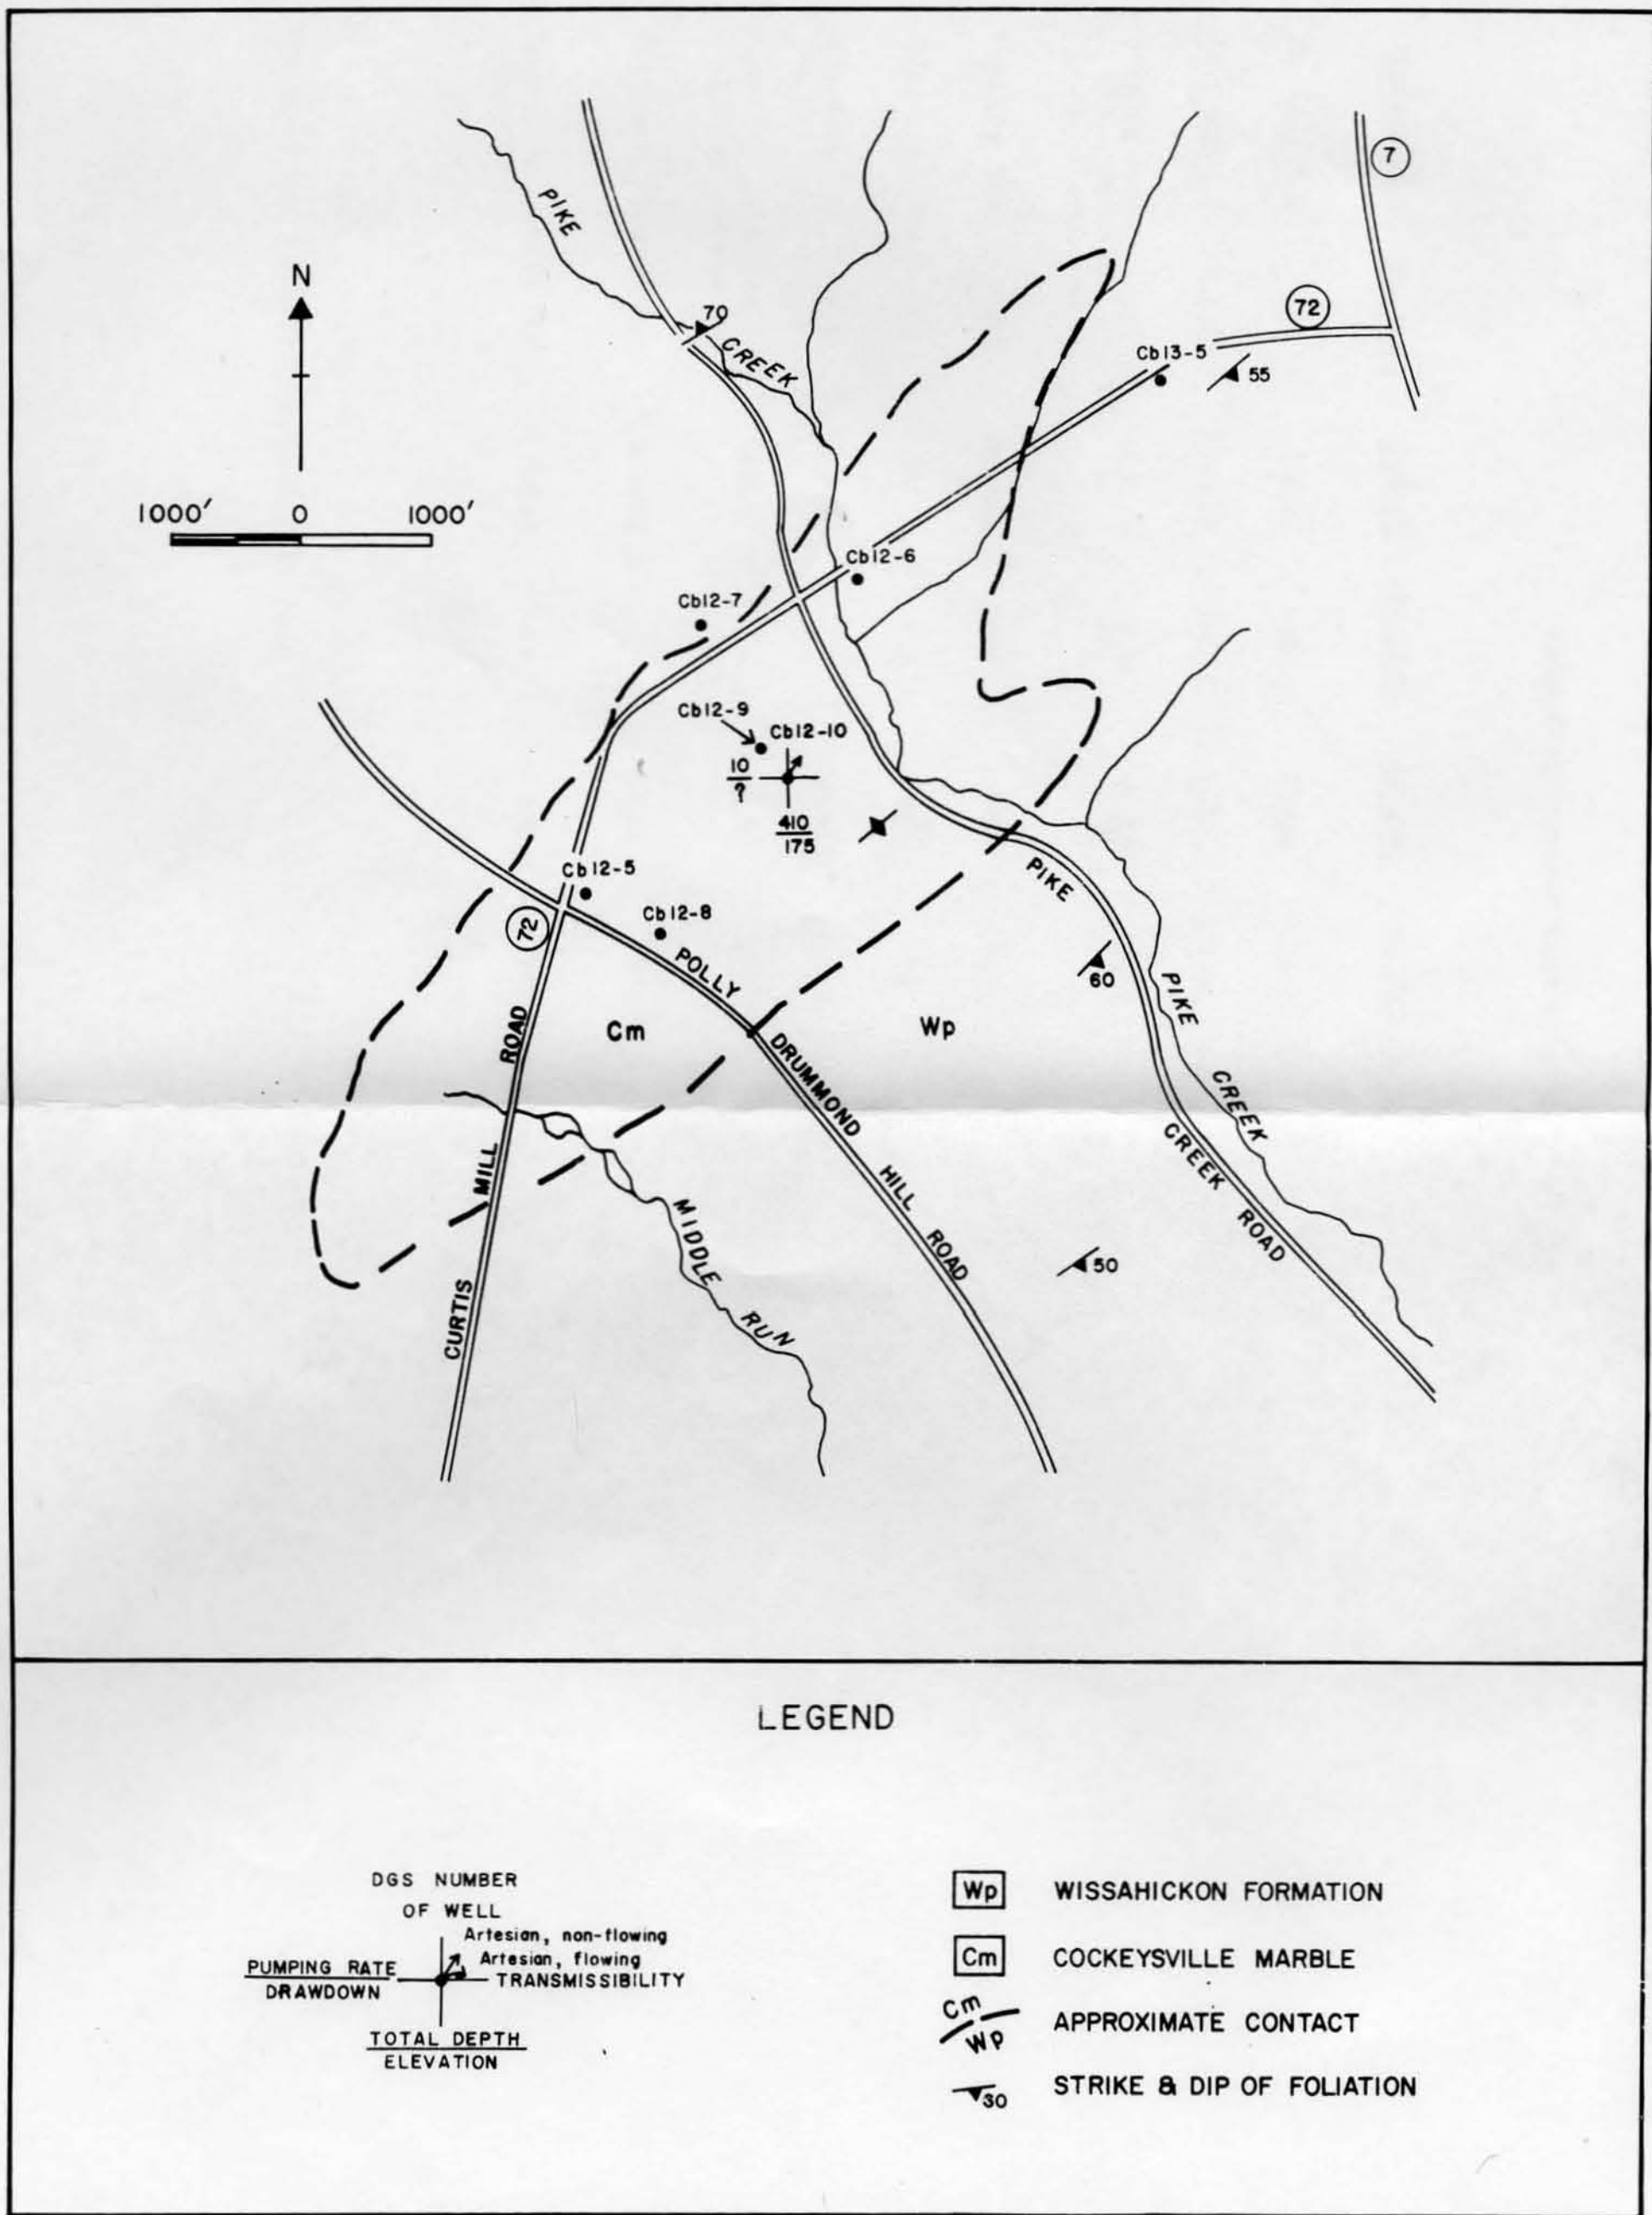 7
PIKE
N
72
70
CREEK
Cb13-5
55
1000' 0 1000'
Cb12-6
Cb12-7
Cb12-9
Cb12-10
10
?
410
175
PIKE
Cb12-5
Cb12-8
72
POLLY
60
PIKE
Cm
Wp
ROAD
DRUMMOND
CREEK
MILL
CREEK
HILL
MIDDLE
ROAD
ROAD
50
CURTIS
RUN
LEGEND
DGS NUMBER
OF WELL
Artesian, non-flowing
Artesian, flowing
PUMPING RATE
TRANSMISSIBILITY
DRAWDOWN
TOTAL DEPTH
ELEVATION
Wp WISSAHICKON FORMATION
Cm COCKEYSVILLE MARBLE
Cm
Wp
APPROXIMATE CONTACT
30 STRIKE & DIP OF FOLIATION